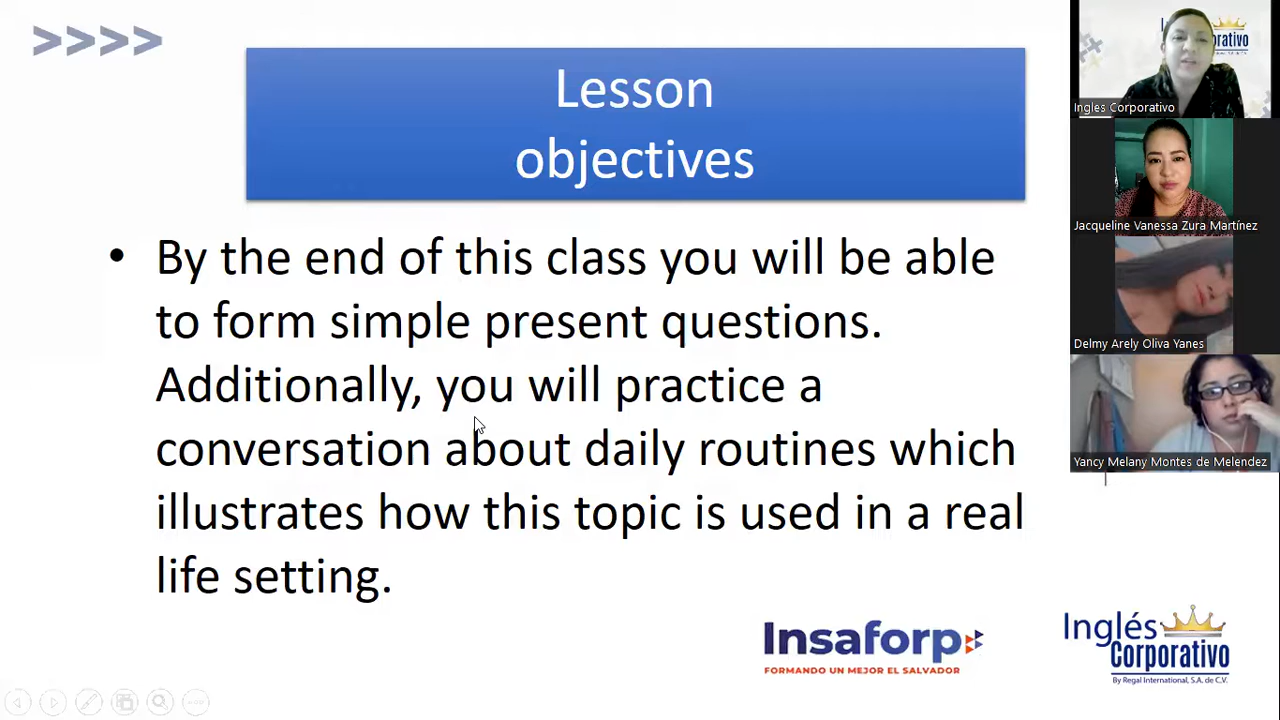 >>>>
Lesson
objectives
• By the end of this class you will be able
to form simple present questions.
Additionally, you will practice a
conversation about daily routines which
illustrates how this topic is used in a real
life setting.
Insaforp
FORMANDO UN MEJOR EL SALVADOR
Inglés
Corporativo
By Regal International, S.A. de C.V.
Ingles Corporativo
Jacqueline Vanessa Zura Martínez
Delmy Arely Oliva Yanes
Yancy Melany Montes de Melendez